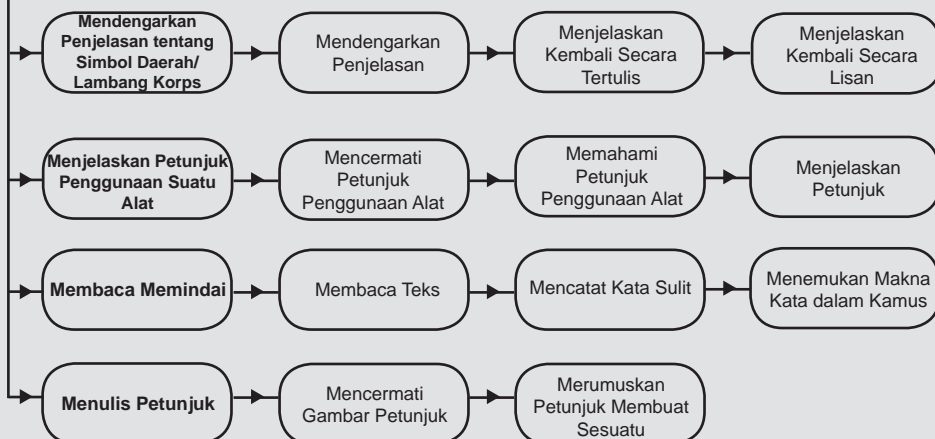 Mendengarkan
Penjelasan tentang
Simbol Daerah/
Lambang Korps
Mendengarkan
Penjelasan
Menjelaskan
Kembali Secara
Tertulis
Menjelaskan
Kembali Secara
Lisan
Menjelaskan Petunjuk
Penggunaan Suatu
Alat
Mencermati
Petunjuk
Penggunaan Alat
Memahami
Petunjuk
Penggunaan Alat
Menjelaskan
Petunjuk
Membaca Memindai
Membaca Teks
Mencatat Kata Sulit
Menemukan Makna
Kata dalam Kamus
Menulis Petunjuk
Mencermati
Gambar Petunjuk
Merumuskan
Petunjuk Membuat
Sesuatu